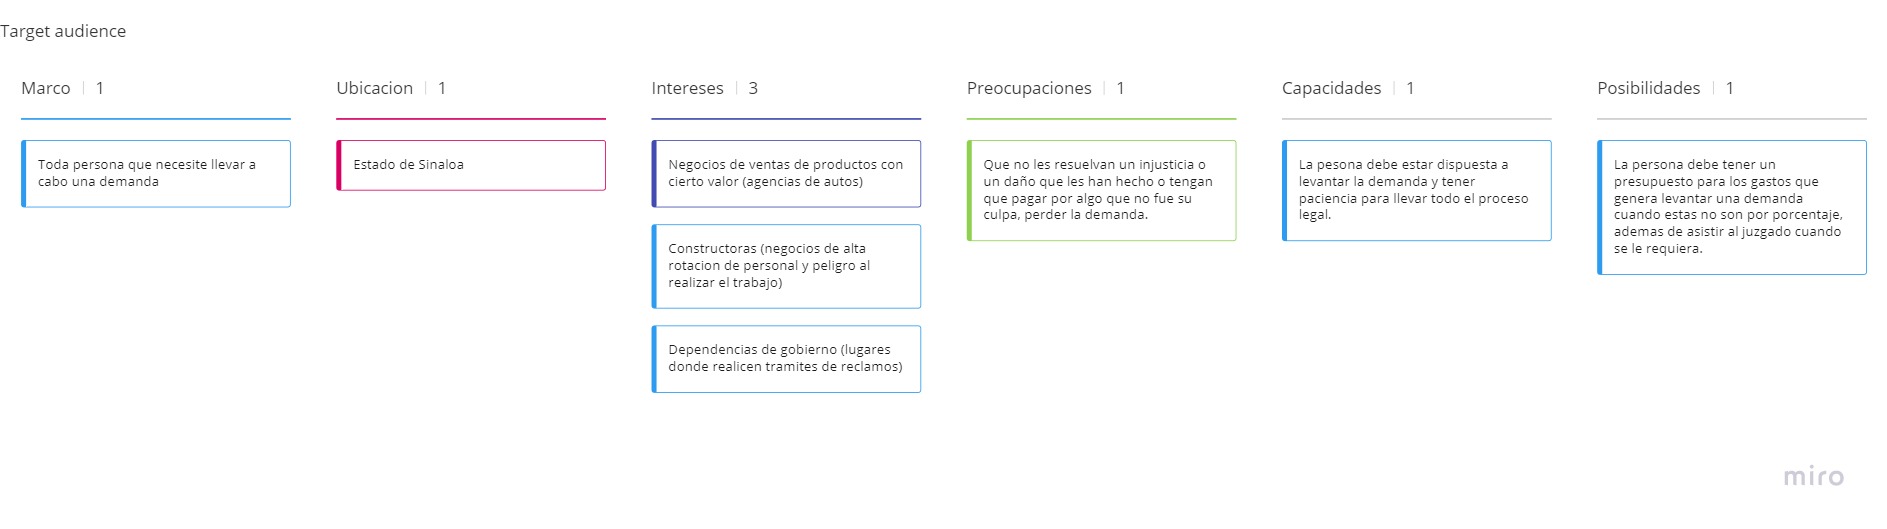 Target audience
Marco | 1
Toda persona que necesite llevar a
cabo una demanda
Ubicacion | 1
Estado de Sinaloa
Intereses | 3
Negocios de ventas de productos con
cierto valor (agencias de autos)
Constructoras (negocios de alta
rotacion de personal y peligro al
realizar el trabajo)
Dependencias de gobierno (lugares
donde realicen tramites de reclamos)
Preocupaciones | 1
Que no les resuelvan un injusticia o
un daño que les han hecho o tengan
que pagar por algo que no fue su
culpa, perder la demanda.
Capacidades | 1
La pesona debe estar dispuesta a
levantar la demanda y tener
paciencia para llevar todo el proceso
legal.
Posibilidades | 1
La persona debe tener un
presupuesto para los gastos que
genera levantar una demanda
cuando estas no son por porcentaje,
ademas de asistir al juzgado cuando
se le requiera.
miro